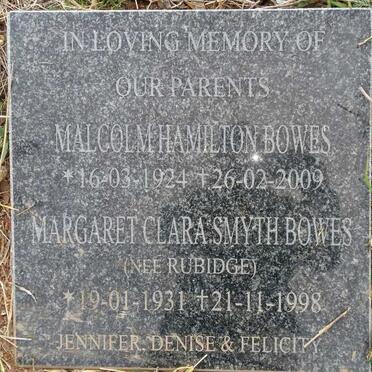 IN LOVING MEMORY OF
OUR PARENTS
MALCOLM HAMILTON BOWES
*16-03-1924 +26-02-2009
MARGARET CLARA SMYTH BOWES
(NEE RUBIDGE)
*19-01-1931 +21-11-1998
JENNIFER, DENISE & FELICITY